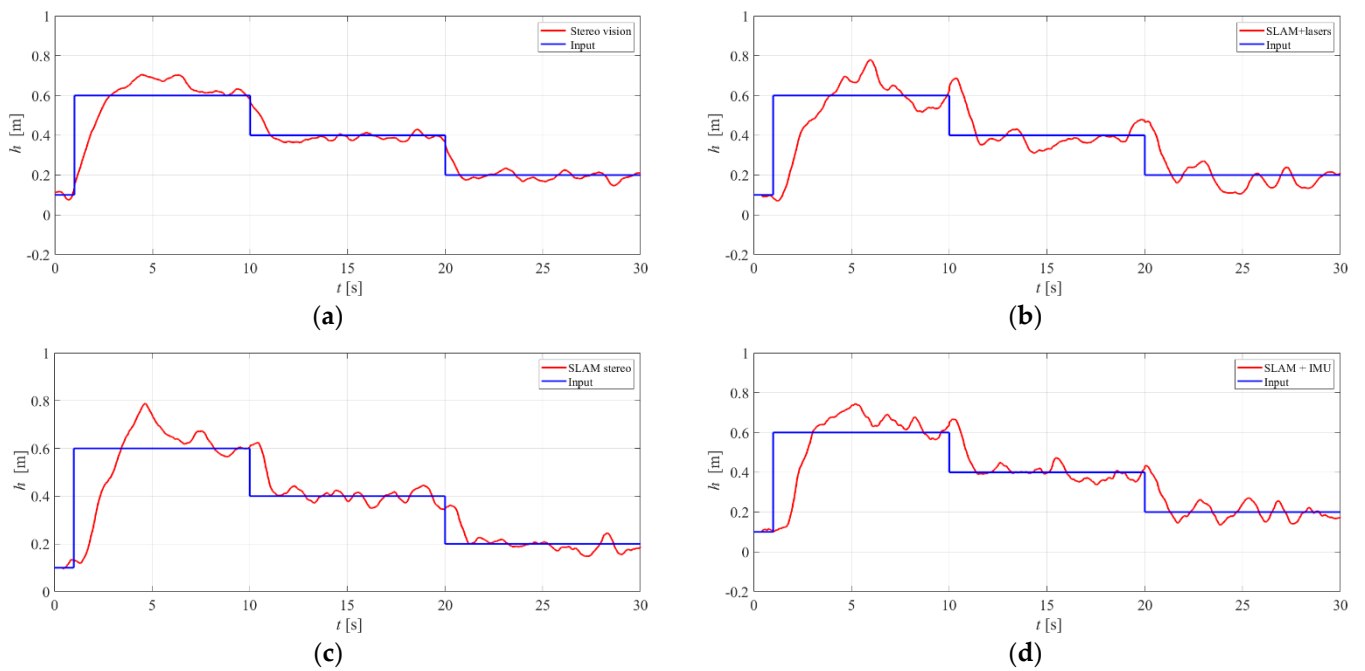 1
0.8
0.6
0.4
0.2
0
-0.2
h [m]
Stereo vision
Input
0 5 10 15 20 25 30
t [s]
(a)
1
0.8
0.6
0.4
0.2
0
-0.2
h [m]
SLAM+lasers
Input
0 5 10 15 20 25 30
t [s]
(b)
1
0.8
0.6
0.4
0.2
0
h [m]
SLAM stereo
Input
0 5 10 15 20 25 30
t [s]
(c)
1
0.8
0.6
0.4
0.2
0
-0.2
h [m]
SLAM + IMU
Input
0 5 10 15 20 25 30
t [s]
(d)